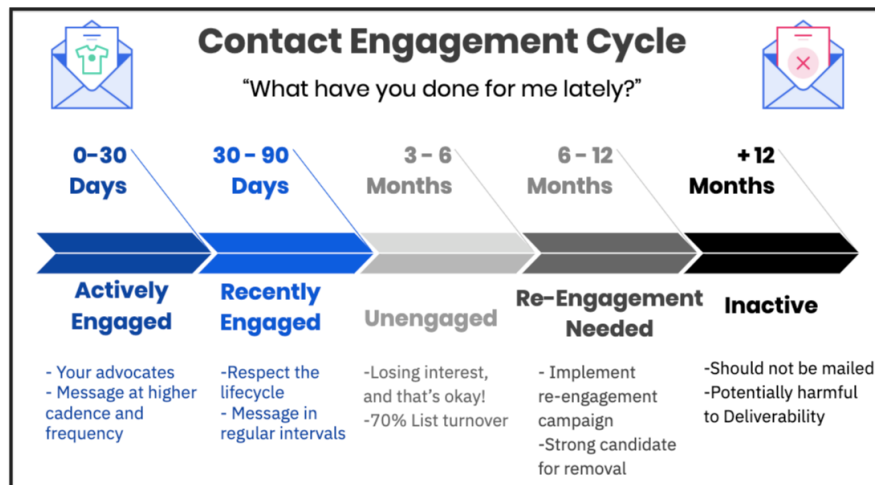 Contact Engagement Cycle
“What have you done for me lately?”
0-30
Days
30 - 90
Days
3 - 6
Months
6 - 12
Months
+ 12
Months
Actively
Engaged
Recently
Engaged
Unengaged
Re-Engagement
Needed
Inactive
- Your advocates
- Message at higher
cadence and
frequency
-Respect the
lifecycle
- Message in
regular intervals
-Losing interest,
and that’s okay!
-70% List turnover
- Implement
re-engagement
campaign
-Strong candidate
for removal
-Should not be mailed
-Potentially harmful
to Deliverability